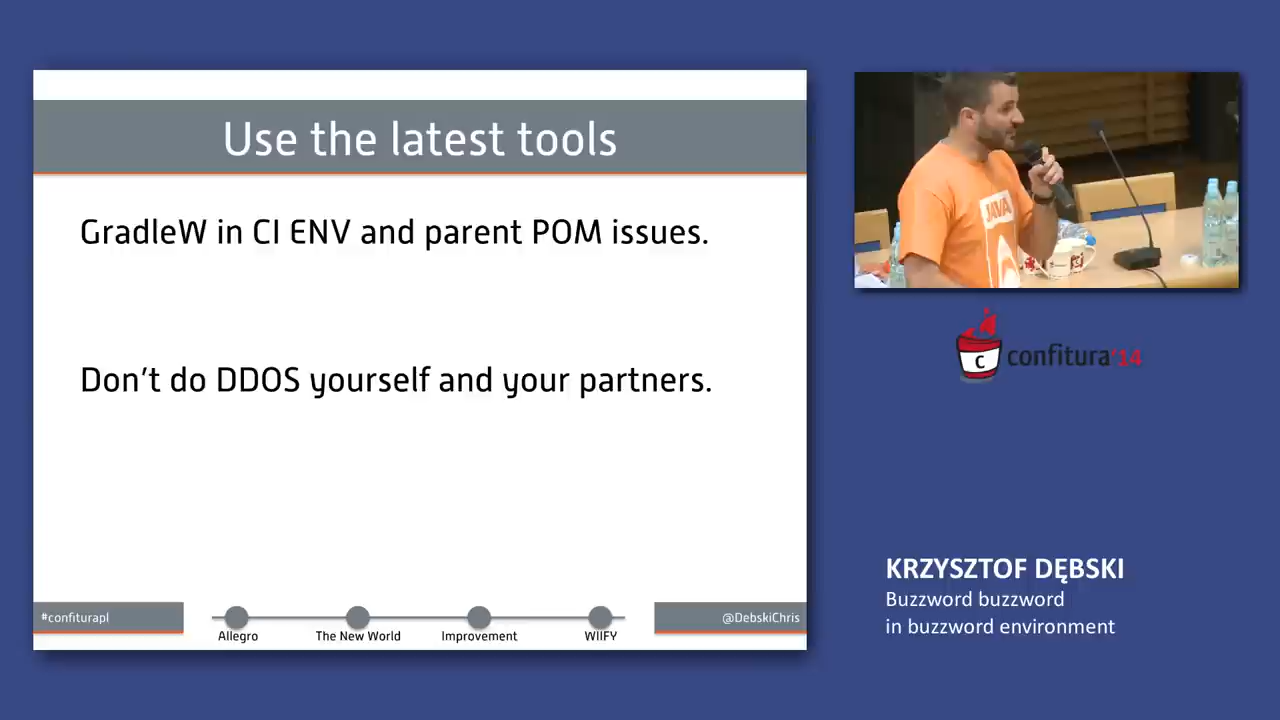 Use the latest tools
GradleW in CI ENV and parent POM issues.
Don't do DDOS yourself and your partners.
#confiturapl
Allegro
The New World
Improvement
WIIFY
@DebskiChris
JAVA
C
confitura'14
KRZYSZTOF DĘBSKI
Buzzword buzzword
in buzzword environment